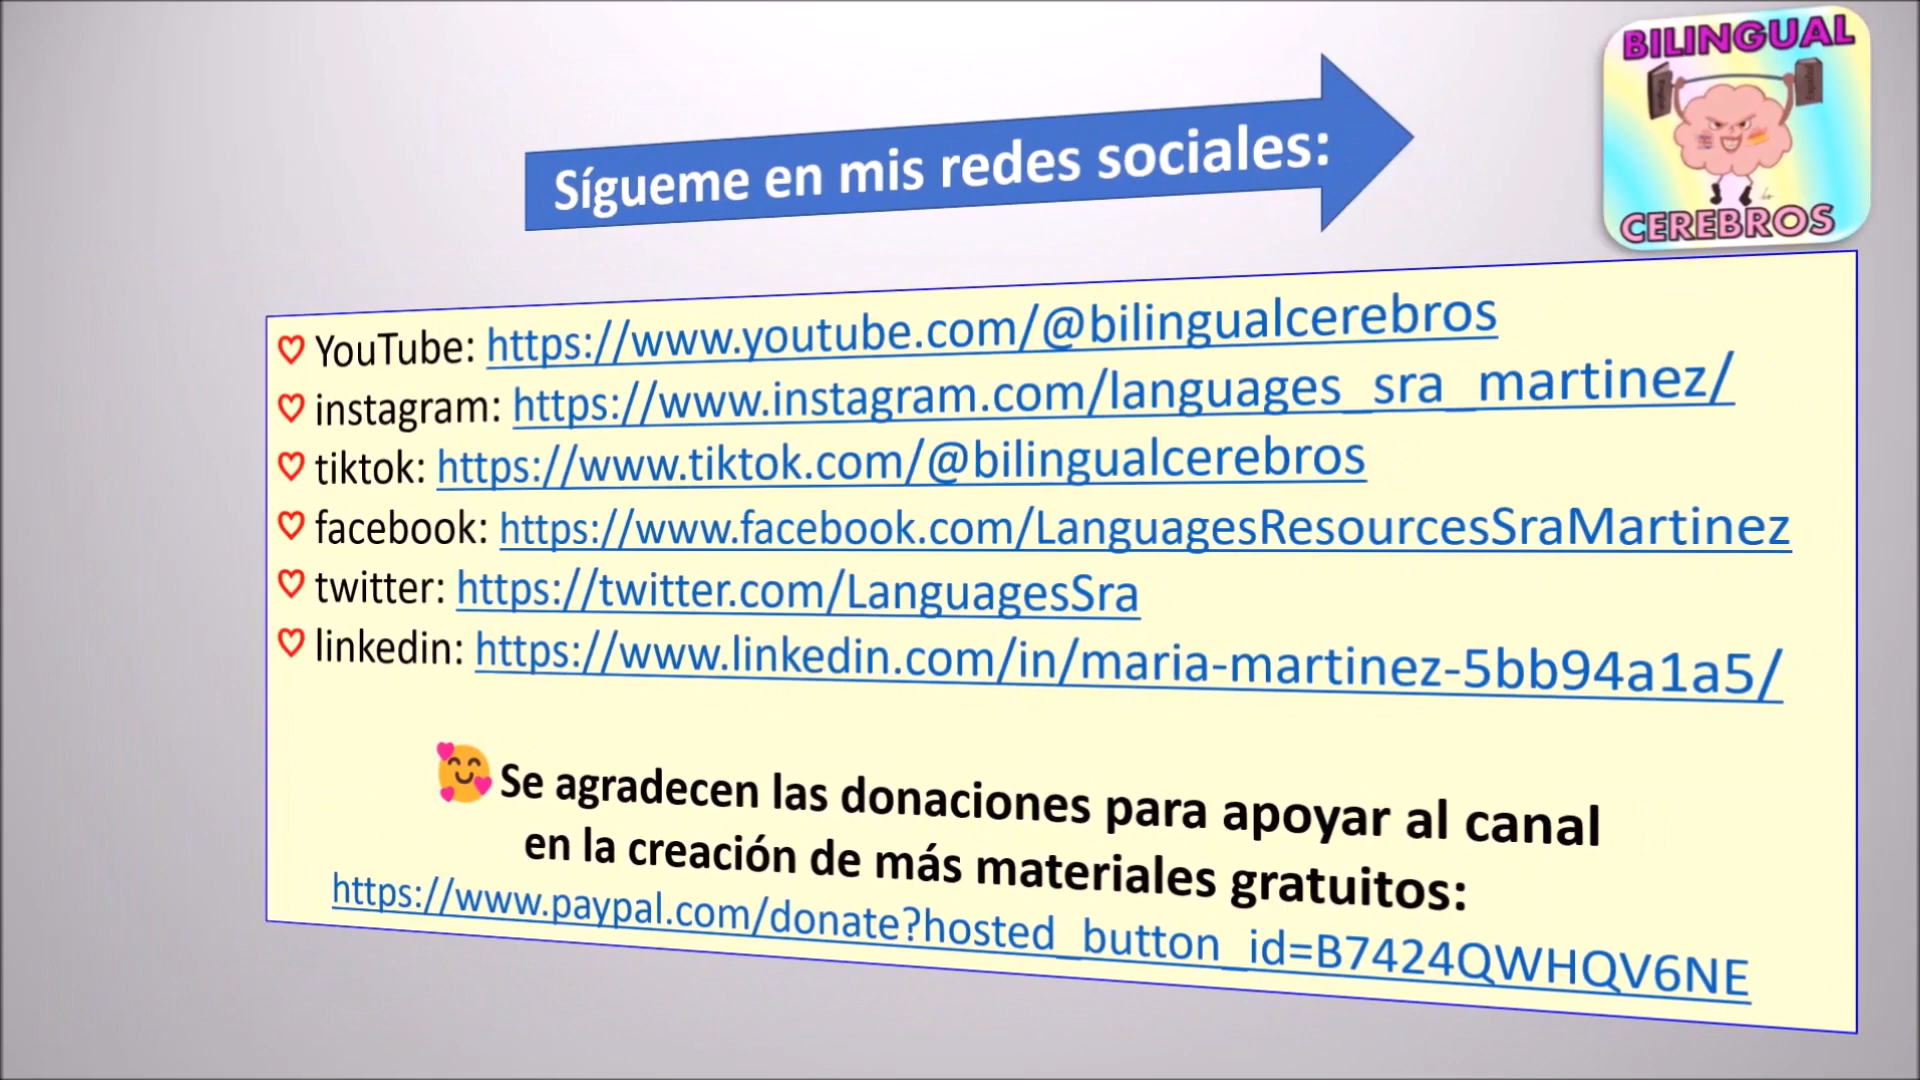 BILINGUAL
CEREBROS
Sígueme en mis redes sociales:
YouTube: https://www.youtube.com/@bilingualcerebros
instagram: https://www.instagram.com/languages_sra_martinez/
tiktok: https://www.tiktok.com/@bilingualcerebros
facebook: https://www.facebook.com/LanguagesResourcesSraMartinez
twitter: https://twitter.com/LanguagesSra
linkedin: https://www.linkedin.com/in/maria-martinez-5bb94a1a5/
Se agradecen las donaciones para apoyar al canal
en la creación de más materiales gratuitos:
https://www.paypal.com/donate?hosted_button_id=B7424QWHQV6NE